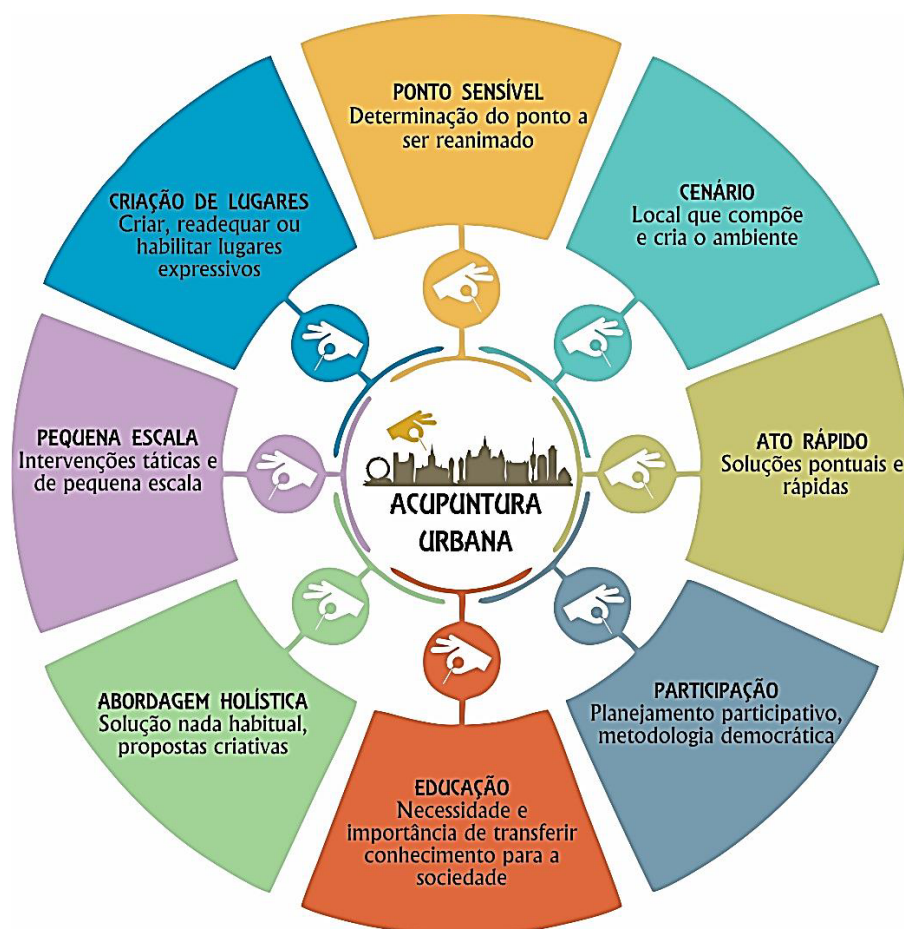 PONTO SENSÍVEL
Determinação do ponto a
ser reanimado
CENÁRIO
Local que compõe
e cria o ambiente
ATO RÁPIDO
Soluções pontuais e
rápidas
PARTICIPAÇÃO
Planejamento participativo,
metodologia democrática
EDUCAÇÃO
Necessidade e
importância de transferir
conhecimento para a
sociedade
ABORDAGEM HOLÍSTICA
Solução nada habitual,
propostas criativas
PEQUENA ESCALA
Intervenções táticas e
de pequena escala
CRIAÇÃO DE LUGARES
Criar, readequar ou
habilitar lugares
expressivos
ACUPUNTURA
URBANA